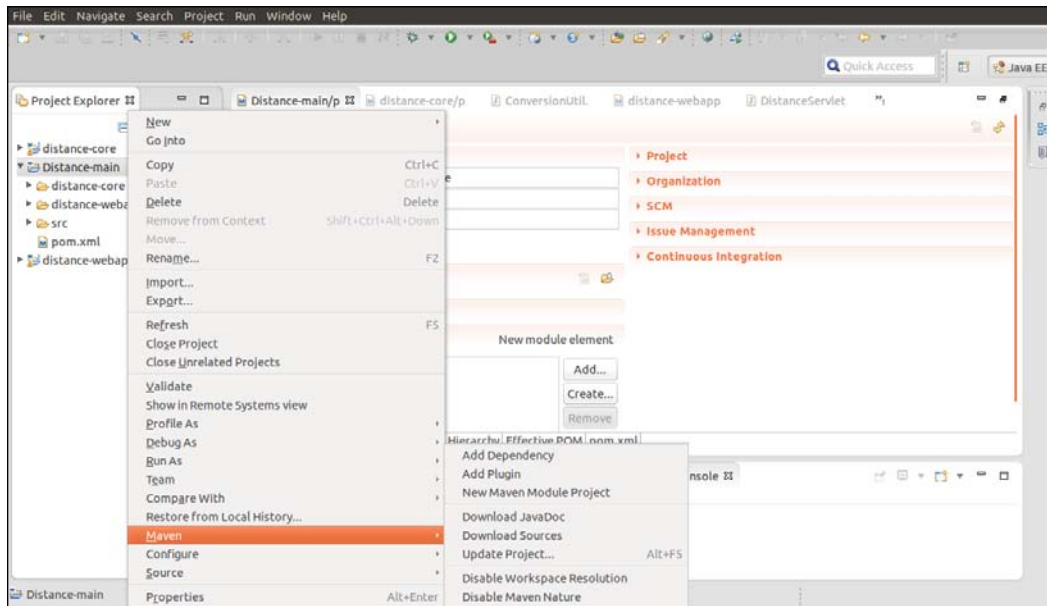 File Edit Navigate Search Project Run Window Help
Quick Access
Java EE
Project Explorer
Distance-main/p
distance-core/p
ConversionUtil.
distance-webapp
DistanceServlet
distance-core
Distance-main
distance-core
distance-weba
src
pom.xml
distance-webap
New
Go Into
Copy Ctrl+C
Paste Ctrl+V
Delete Delete
Remove from Context Shift+Ctrl+Alt+Down
Move...
Rename... F2
Import...
Export...
Refresh F5
Close Project
Close Unrelated Projects
Validate
Show in Remote Systems view
Profile As
Debug As
Run As
Team
Compare With
Restore from Local History...
Maven
Configure
Source
Properties Alt+Enter
e
Project
Organization
SCM
Issue Management
Continuous Integration
New module element
Add...
Create...
Remove
Hierarchy Effective POM pom.xml
Add Dependency
Add Plugin
New Maven Module Project
Download JavaDoc
Download Sources
Update Project... Alt+F5
Disable Workspace Resolution
Disable Maven Nature
nsole
Distance-main